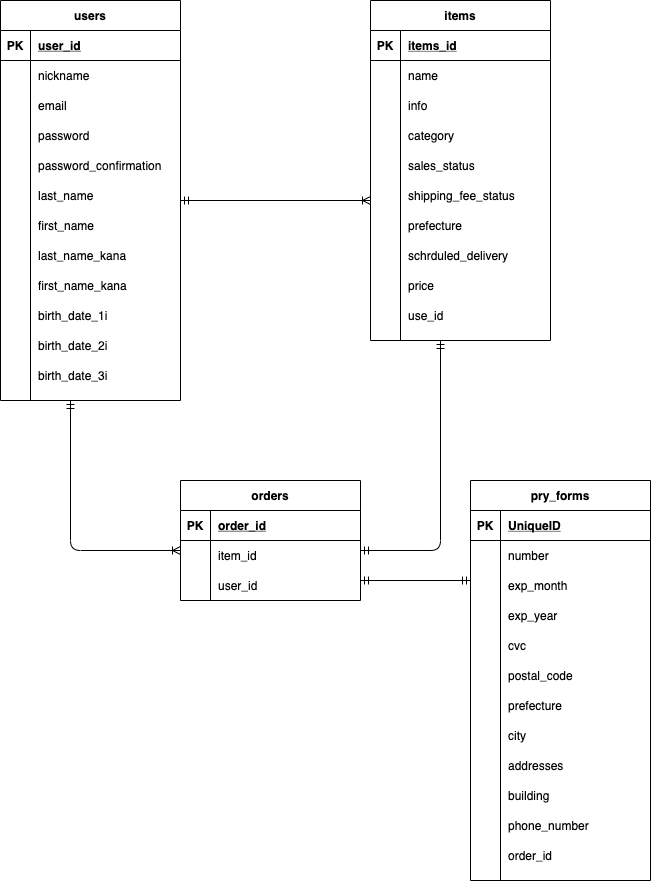 users
PK user_id
nickname
email
password
password_confirmation
last_name
first_name
last_name_kana
first_name_kana
birth_date_1i
birth_date_2i
birth_date_3i
items
PK items_id
name
info
category
sales_status
shipping_fee_status
prefecture
schrduled_delivery
price
use_id
orders
PK order_id
item_id
user_id
pry_forms
PK UniqueID
number
exp_month
exp_year
cvc
postal_code
prefecture
city
addresses
building
phone_number
order_id